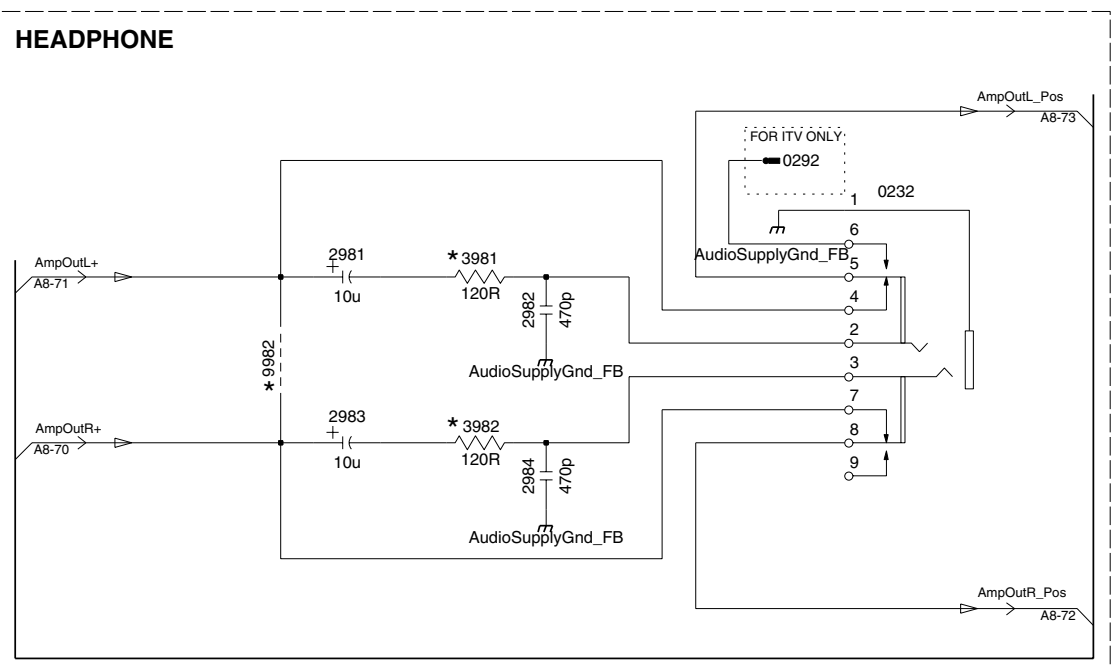 HEADPHONE
AmpOutL_Pos
A8-73
FOR ITV ONLY
0292
1
0232
6
AudioSupplyGnd_FB
5
4
2
3
7
8
9
AmpOutL+
A8-71
2981
+
10u
* 3981
120R
2982
470p
AudioSupplyGnd_FB
* 9982
AmpOutR+
A8-70
2983
+
10u
* 3982
120R
2984
470p
AudioSupplyGnd_FB
AmpOutR_Pos
A8-72